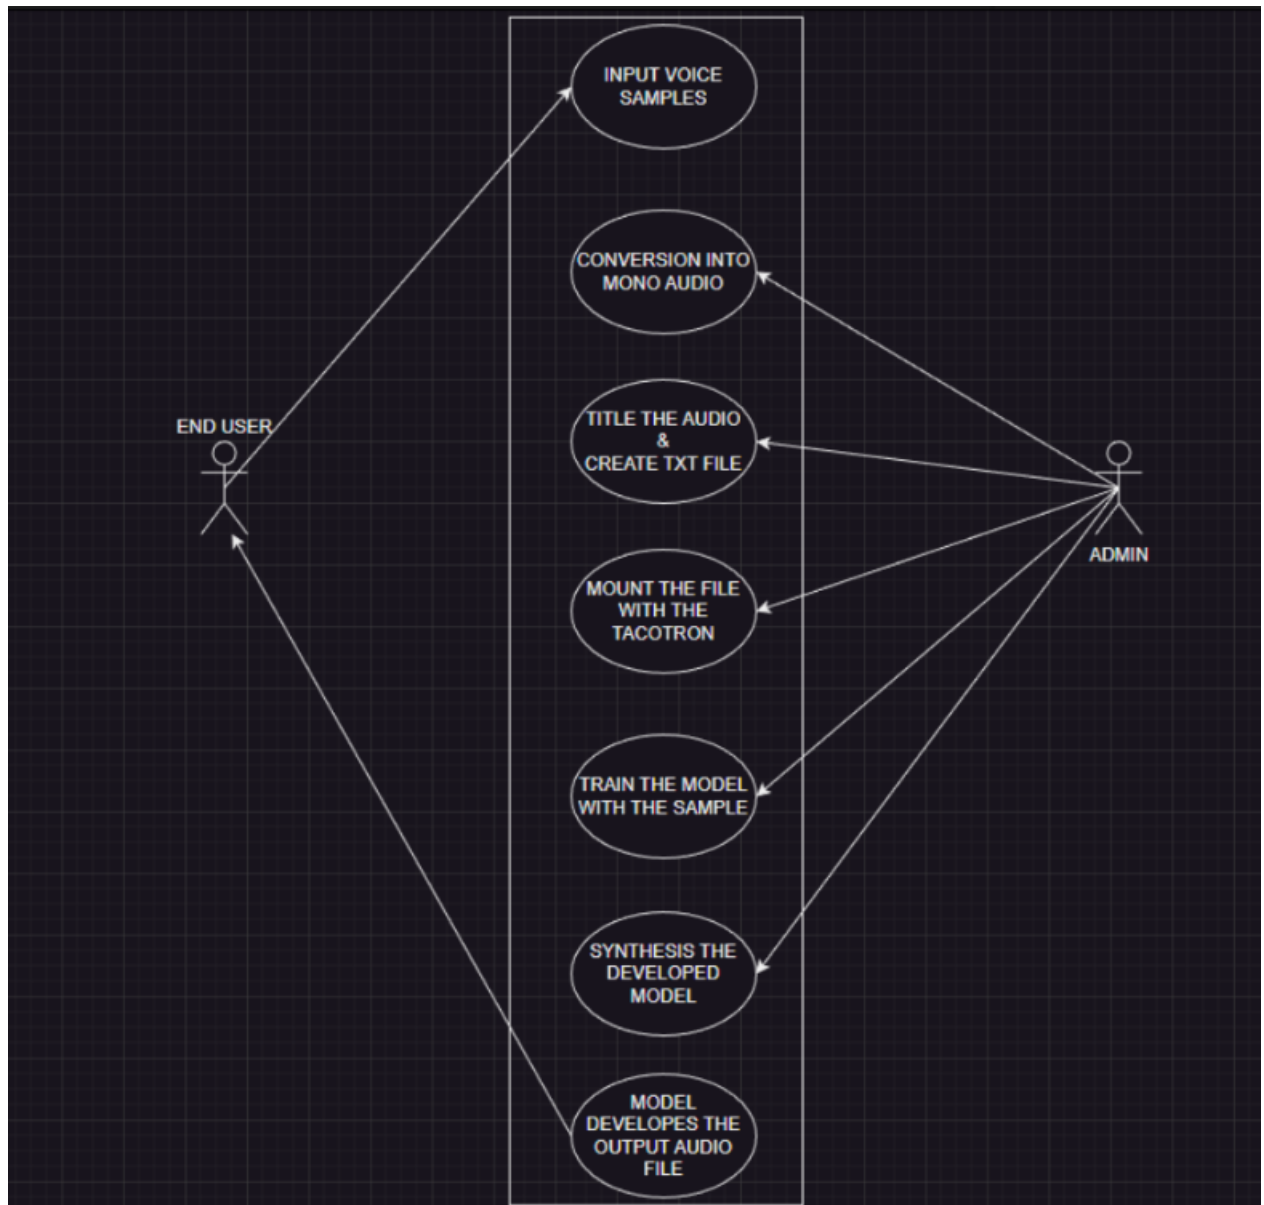 INPUT VOICE
SAMPLES
CONVERSION INTO
MONO AUDIO
TITLE THE AUDIO
&
CREATE TXT FILE
END USER
ADMIN
MOUNT THE FILE
WITH THE
TACOTRON
TRAIN THE MODEL
WITH THE SAMPLE
SYNTHESIS THE
DEVELOPED
MODEL
MODEL
DEVELOPES THE
OUTPUT AUDIO
FILE